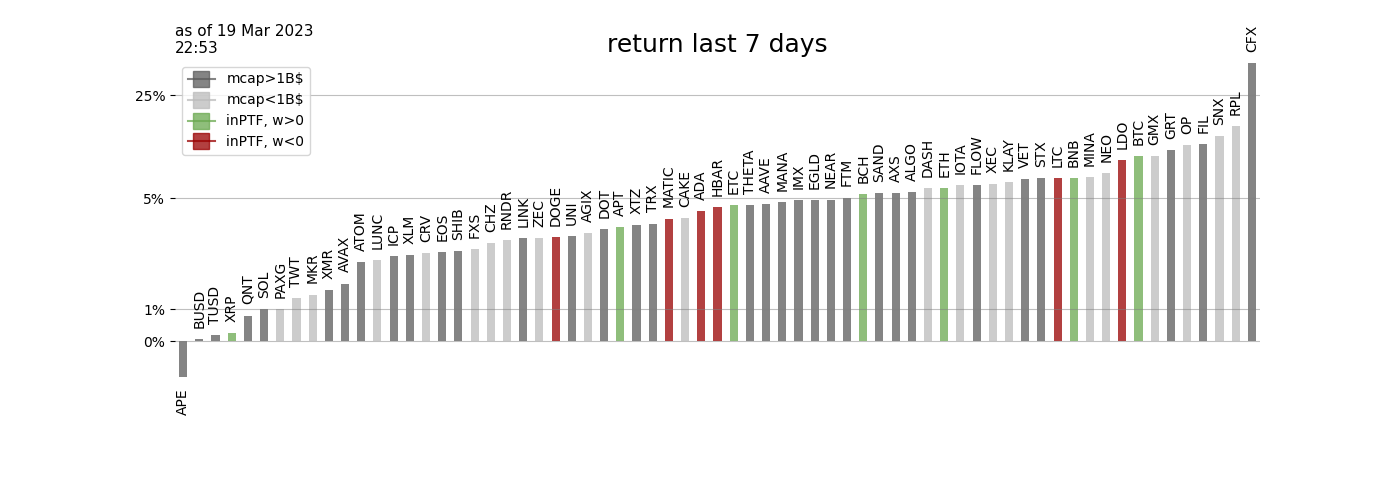 as of 19 Mar 2023
22:53
return last 7 days
mcap>1B$
mcap<1B$
inPTF, w>0
inPTF, w<0
25%
5%
1%
0%
APE
BUSD
TUSD
XRP
QNT
SOL
PAXG
TWT
MKR
XMR
AVAX
ATOM
LUNC
ICP
XLM
CRV
EOS
SHIB
FXS
CHZ
RNDR
LINK
ZEC
DOGE
UNI
AGIX
DOT
APT
XTZ
TRX
MATIC
CAKE
ADA
HBAR
ETC
THETA
AAVE
MANA
IMX
EGLD
NEAR
FTM
BCH
SAND
AXS
ALGO
DASH
ETH
IOTA
FLOW
XEC
KLAY
VET
STX
LTC
BNB
MINA
NEO
LDO
BTC
GMX
GRT
OP
FIL
SNX
RPL
CFX